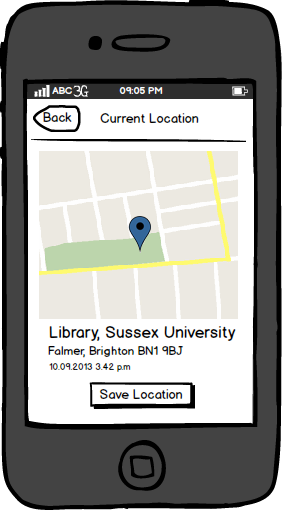 ABC 3G 09:05 PM
Back Current Location
Library, Sussex University
Falmer, Brighton BN1 9BJ
10.09.2013 3.42 p.m
Save Location